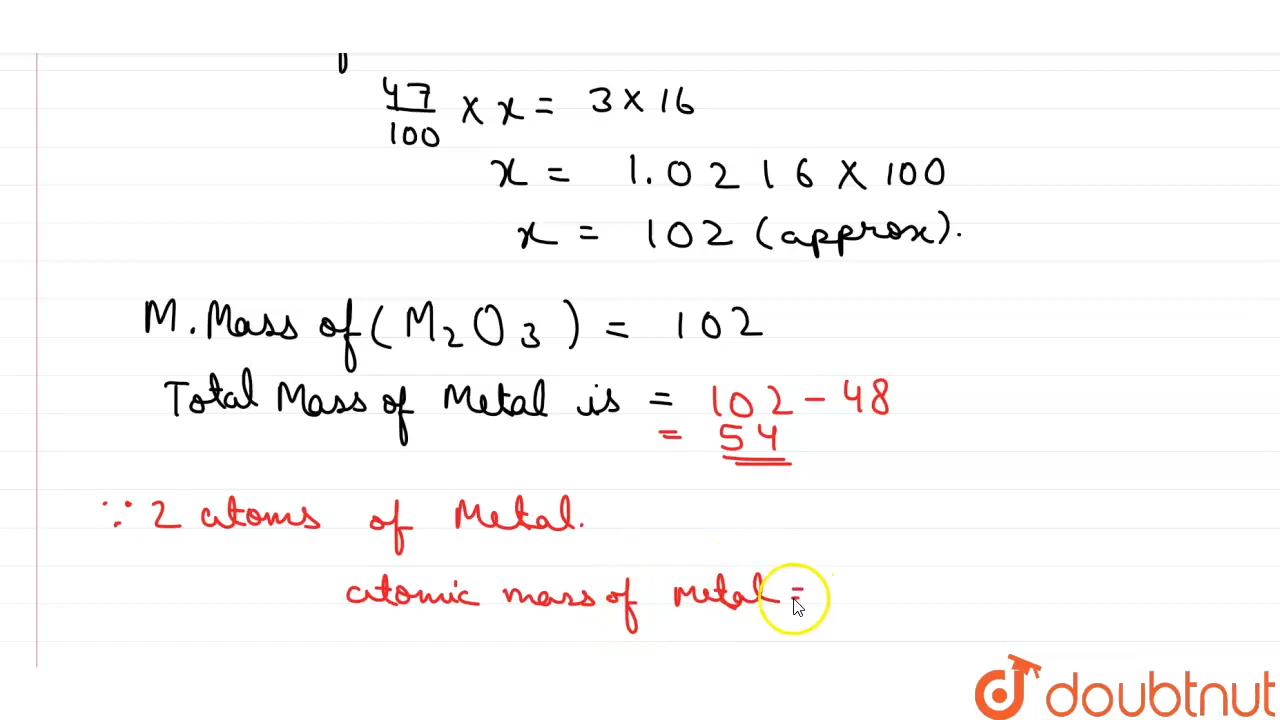 47/100 × x = 3 × 16
x = 1.0216 × 100
x = 102 (approx).
M. Mass of (M₂O₃) = 102
Total Mass of Metal is = 102 - 48
= 54
∵ 2 atoms of Metal.
atomic mass of metal =
doubtnut